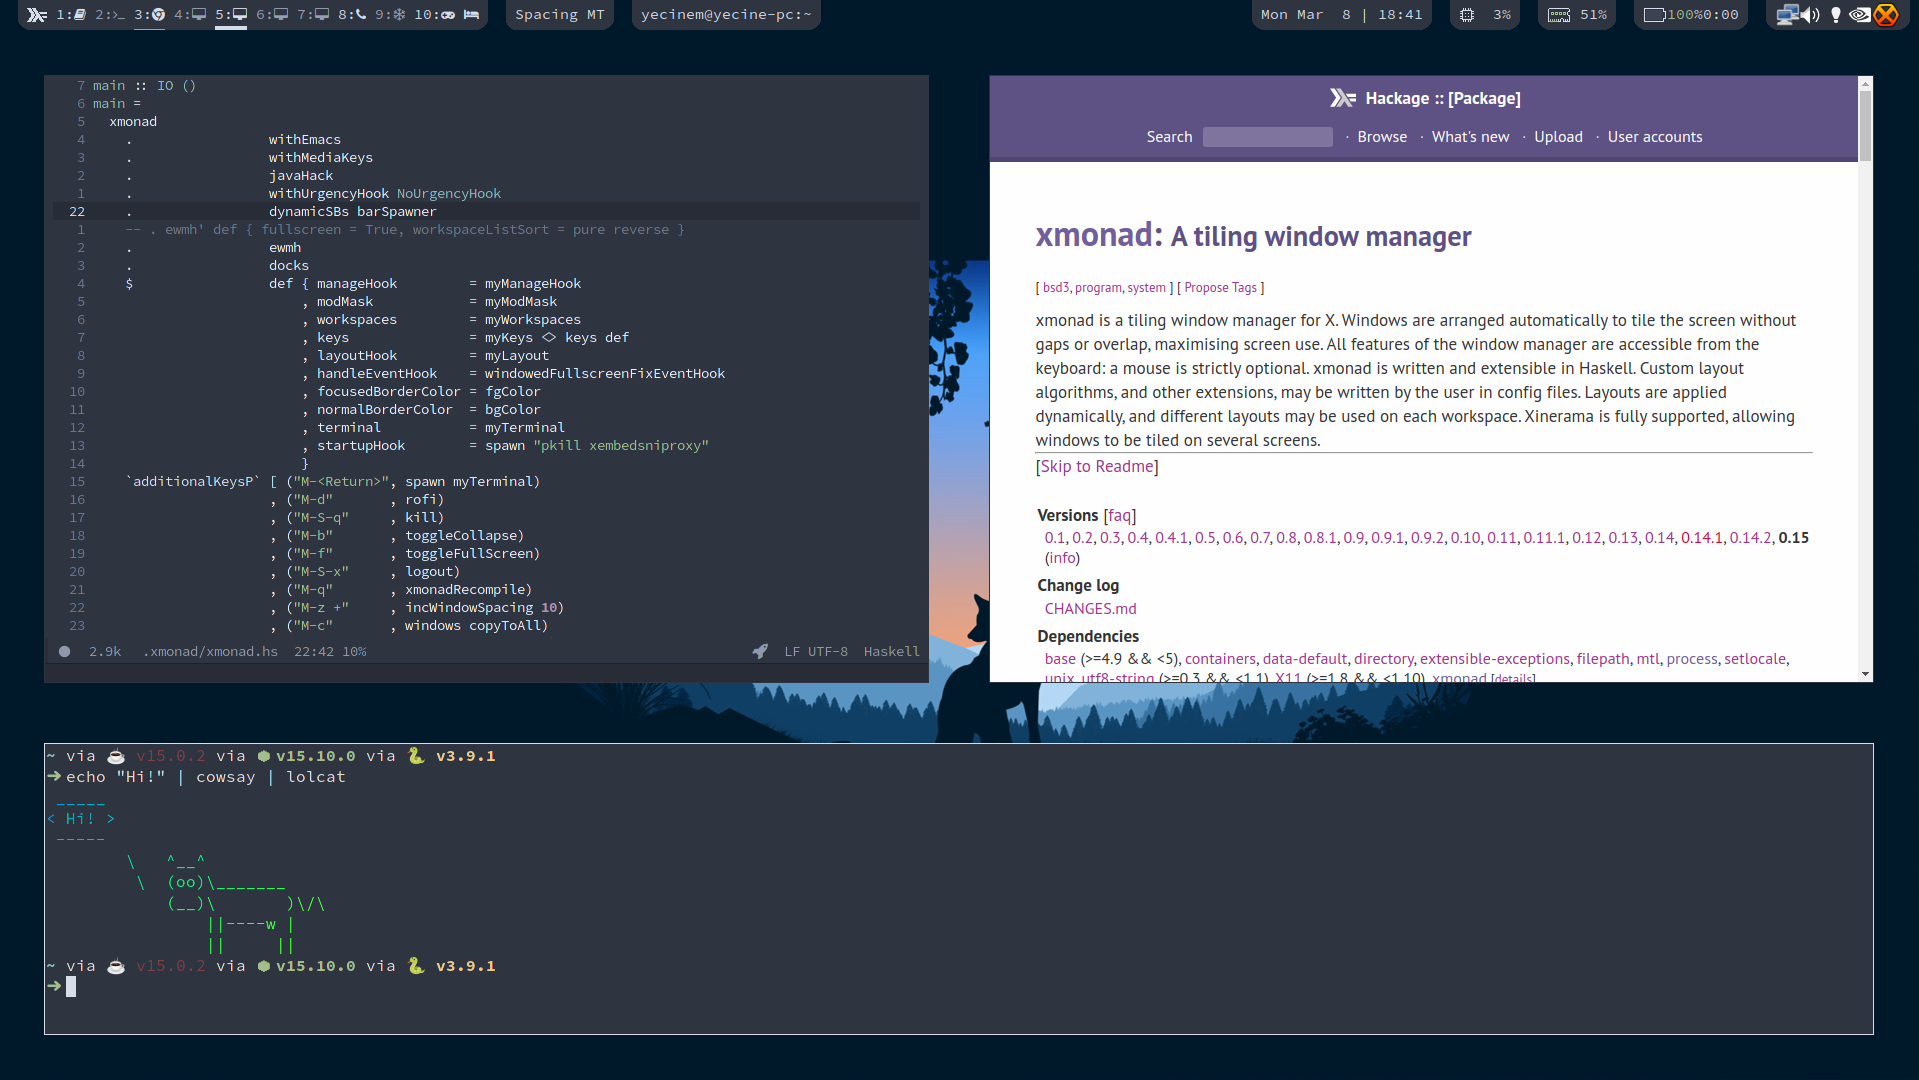 1: 2:>_ 3: 4: 5: 6: 7: 8: 9: 10: Spacing MT yecinem@yecine-pc:~ Mon Mar 8 | 18:41 3% 51% 100%0:00
7 main :: IO ()
6 main =
5 xmonad
4 . withEmacs
3 . withMediaKeys
2 . javaHack
1 . withUrgencyHook NoUrgencyHook
22 . dynamicSBs barSpawner
1 -- . ewmh' def { fullscreen = True, workspaceListSort = pure reverse }
2 . ewmh
3 . docks
4 $ def { manageHook = myManageHook
5 , modMask = myModMask
6 , workspaces = myWorkspaces
7 , keys = myKeys <> keys def
8 , layoutHook = myLayout
9 , handleEventHook = windowedFullscreenFixEventHook
10 , focusedBorderColor = fgColor
11 , normalBorderColor = bgColor
12 , terminal = myTerminal
13 , startupHook = spawn "pkill xembedsniproxy"
14 }
15 `additionalKeysP` [ ("M-<Return>", spawn myTerminal)
16 , ("M-d" , rofi)
17 , ("M-S-q" , kill)
18 , ("M-b" , toggleCollapse)
19 , ("M-f" , toggleFullScreen)
20 , ("M-S-x" , logout)
21 , ("M-q" , xmonadRecompile)
22 , ("M-z +" , incWindowSpacing 10)
23 , ("M-c" , windows copyToAll)
2.9k .xmonad/xmonad.hs 22:42 10% LF UTF-8 Haskell
Hackage :: [Package]
Search · Browse · What's new · Upload · User accounts
xmonad: A tiling window manager
[ bsd3, program, system ] [ Propose Tags ]
xmonad is a tiling window manager for X. Windows are arranged automatically to tile the screen without
gaps or overlap, maximising screen use. All features of the window manager are accessible from the
keyboard: a mouse is strictly optional. xmonad is written and extensible in Haskell. Custom layout
algorithms, and other extensions, may be written by the user in config files. Layouts are applied
dynamically, and different layouts may be used on each workspace. Xinerama is fully supported, allowing
windows to be tiled on several screens.
[Skip to Readme]
Versions [faq]
0.1, 0.2, 0.3, 0.4, 0.4.1, 0.5, 0.6, 0.7, 0.8, 0.8.1, 0.9, 0.9.1, 0.9.2, 0.10, 0.11, 0.11.1, 0.12, 0.13, 0.14, 0.14.1, 0.14.2, 0.15
(info)
Change log
CHANGES.md
Dependencies
base (>=4.9 && <5), containers, data-default, directory, extensible-exceptions, filepath, mtl, process, setlocale,
unix, utf8-string (>=0.3 && <1.1), X11 (>=1.8 && <1.10), xmonad [details]
~ via ☕ v15.0.2 via ⬢ v15.10.0 via 🐍 v3.9.1
➜ echo "Hi!" | cowsay | lolcat
 _____
< Hi! >
 -----
        \   ^__^
         \  (oo)\_______
            (__)\       )\/\
                ||----w |
                ||     ||
~ via ☕ v15.0.2 via ⬢ v15.10.0 via 🐍 v3.9.1
➜